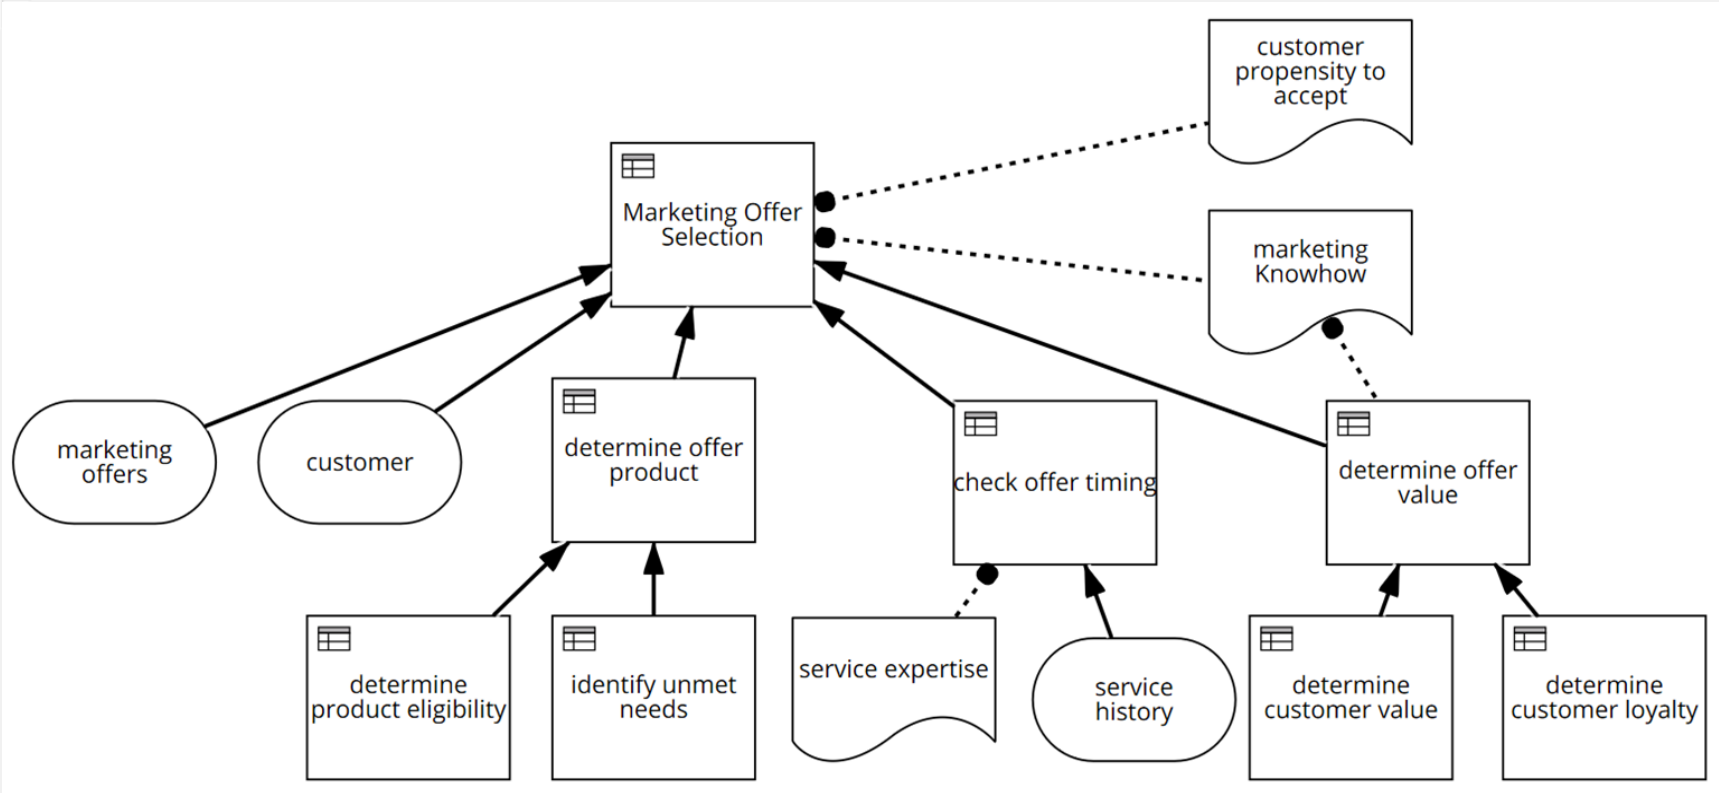 customer
propensity to
accept
Marketing Offer
Selection
marketing
Knowhow
marketing
offers
customer
determine offer
product
check offer timing
determine offer
value
determine
product eligibility
identify unmet
needs
service expertise
service
history
determine
customer value
determine
customer loyalty